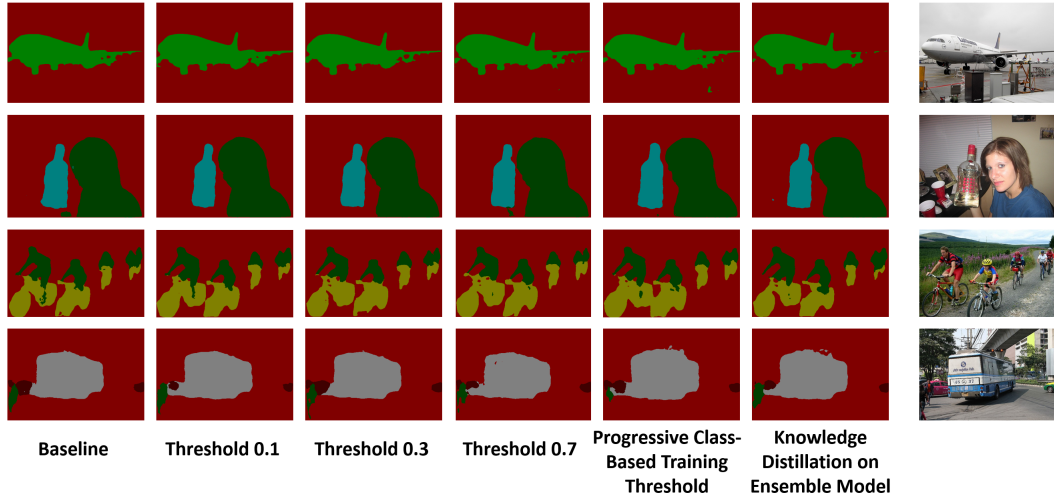 Baseline
Threshold 0.1
Threshold 0.3
Threshold 0.7
Progressive Class-
Based Training
Threshold
Knowledge
Distillation on
Ensemble Model